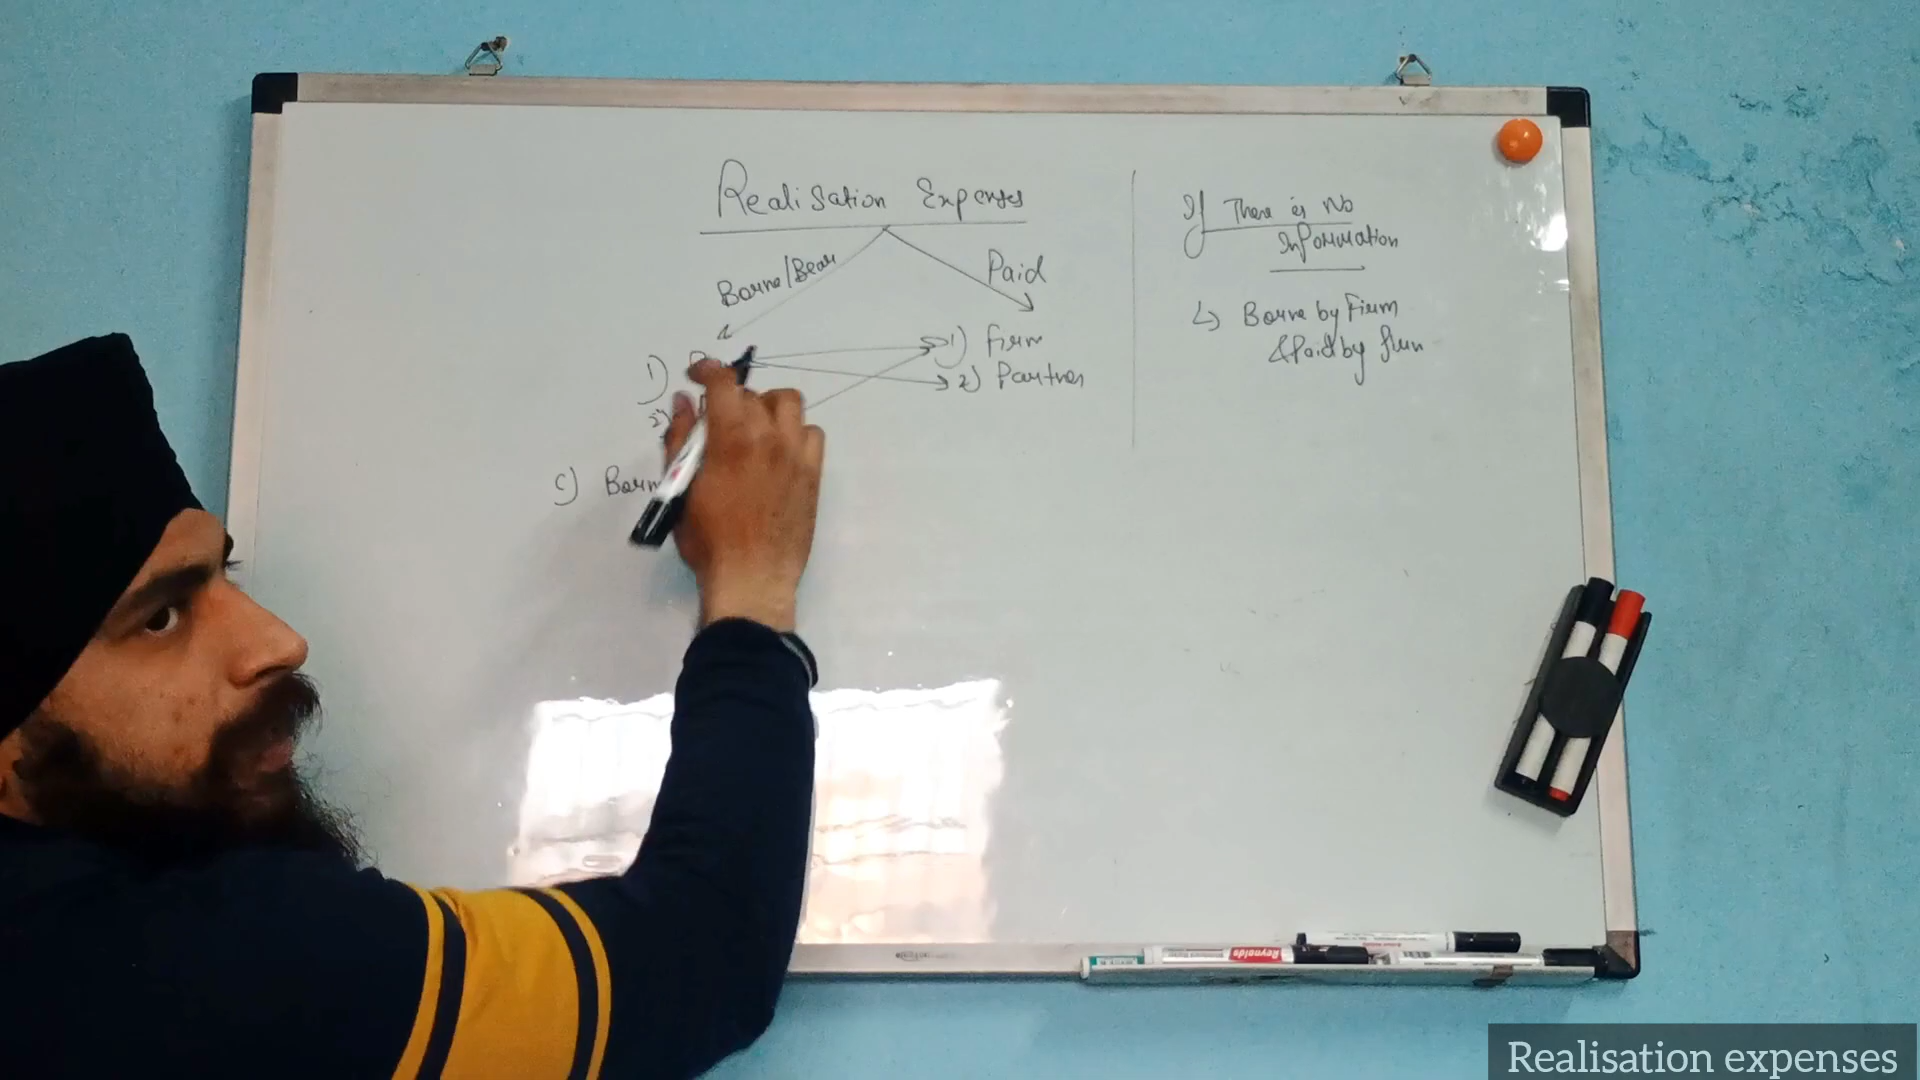 Realisation Expenses
Borne/Bear
Paid
1)
2)
1) Firm
2) Partner
c)
If There is No
Information
↳ Borne by Firm
& Paid by firm
Reynolds
Realisation expenses